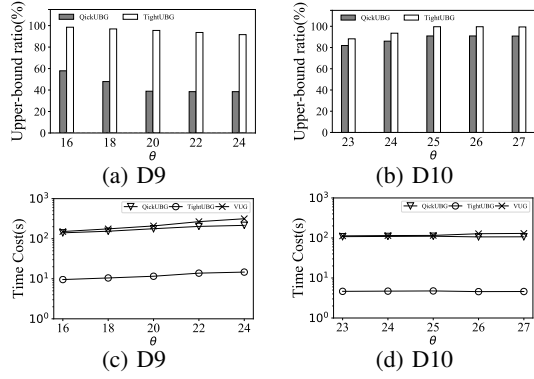 QickUBG TightUBG
Upper-bound ratio(%)
100
80
60
40
20
0
16 18 20 22 24
θ
(a) D9
QickUBG TightUBG
Upper-bound ratio(%)
100
80
60
40
20
0
23 24 25 26 27
θ
(b) D10
QickUBG TightUBG VUG
Time Cost(s)
10³
10²
10¹
10⁰
16 18 20 22 24
θ
(c) D9
QickUBG TightUBG VUG
Time Cost(s)
10³
10²
10¹
10⁰
23 24 25 26 27
θ
(d) D10